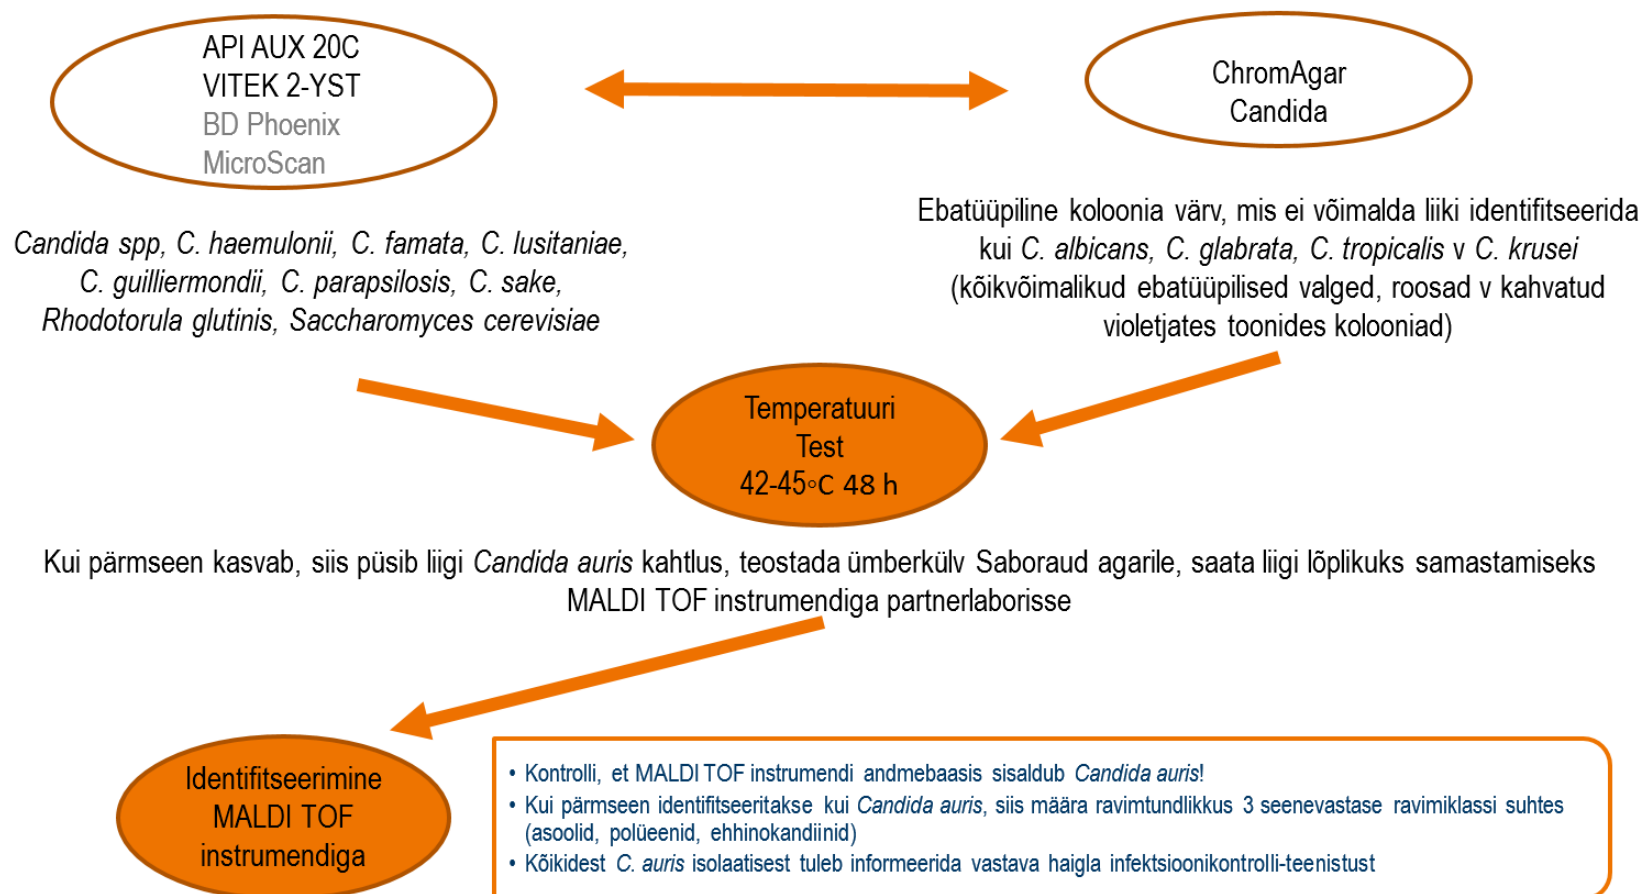 API AUX 20C
VITEK 2-YST
BD Phoenix
MicroScan
ChromAgar
Candida
Candida spp, C. haemulonii, C. famata, C. lusitaniae,
C. guilliermondii, C. parapsilosis, C. sake,
Rhodotorula glutinis, Saccharomyces cerevisiae
Ebatüüpiline koloonia värv, mis ei võimalda liiki identifitseerida
kui C. albicans, C. glabrata, C. tropicalis v C. krusei
(kõikvõimalikud ebatüüpilised valged, roosad v kahvatud
violetjates toonides kolooniad)
Temperatuuri
Test
42-45◦C 48 h
Kui pärmseen kasvab, siis püsib liigi Candida auris kahtlus, teostada ümberkülv Saboraud agarile, saata liigi lõplikuks samastamiseks
MALDI TOF instrumendiga partnerlaborisse
Identifitseerimine
MALDI TOF
instrumendiga
• Kontrolli, et MALDI TOF instrumendi andmebaasis sisaldub Candida auris!
• Kui pärmseen identifitseeritakse kui Candida auris, siis määra ravimtundlikkus 3 seenevastase ravimiklassi suhtes
(asoolid, polüeenid, ehhinokandiinid)
• Kõikidest C. auris isolaatisest tuleb informeerida vastava haigla infektsioonikontrolli-teenistust